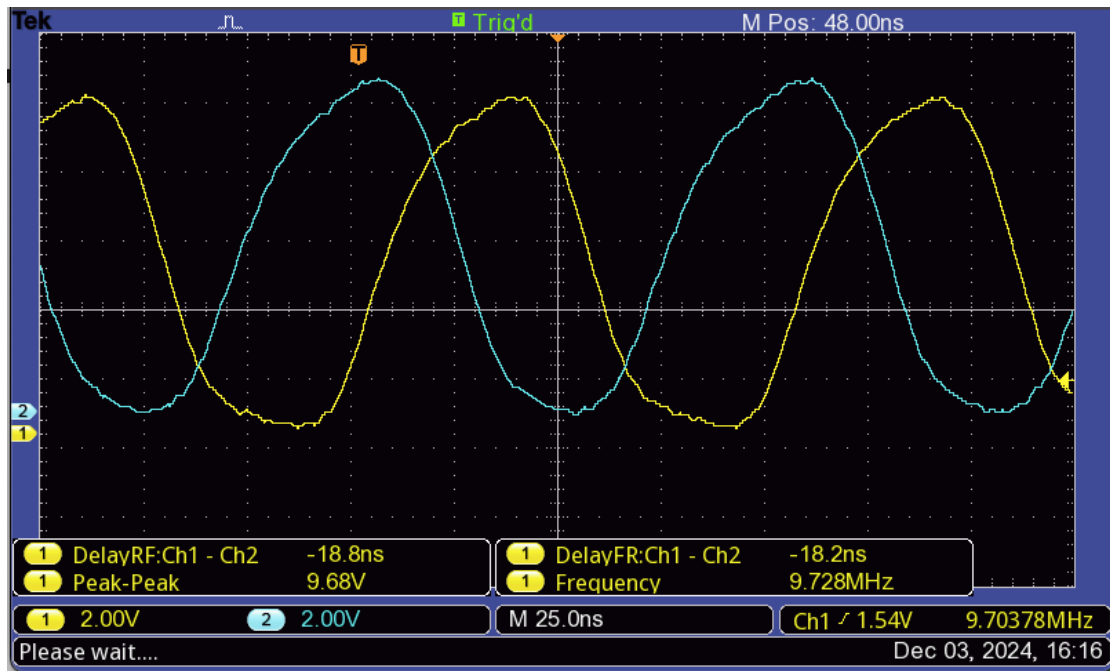 Tek T Trig'd M Pos: 48.00ns
T
2
1
1 DelayRF:Ch1 - Ch2 -18.8ns 1 DelayFR:Ch1 - Ch2 -18.2ns
1 Peak-Peak 9.68V 1 Frequency 9.728MHz
1 2.00V 2 2.00V M 25.0ns Ch1 1.54V 9.70378MHz
Please wait.... Dec 03, 2024, 16:16